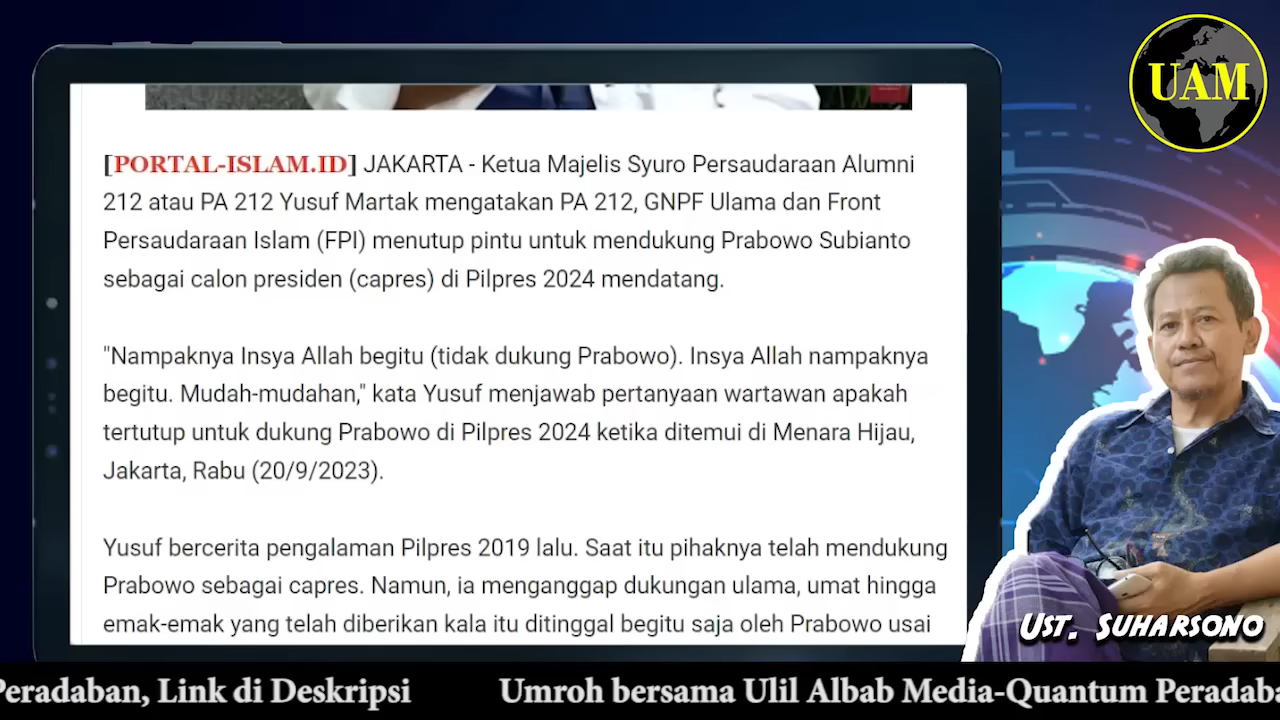 UAM
[PORTAL-ISLAM.ID] JAKARTA - Ketua Majelis Syuro Persaudaraan Alumni
212 atau PA 212 Yusuf Martak mengatakan PA 212, GNPF Ulama dan Front
Persaudaraan Islam (FPI) menutup pintu untuk mendukung Prabowo Subianto
sebagai calon presiden (capres) di Pilpres 2024 mendatang.
"Nampaknya Insya Allah begitu (tidak dukung Prabowo). Insya Allah nampaknya
begitu. Mudah-mudahan," kata Yusuf menjawab pertanyaan wartawan apakah
tertutup untuk dukung Prabowo di Pilpres 2024 ketika ditemui di Menara Hijau,
Jakarta, Rabu (20/9/2023).
Yusuf bercerita pengalaman Pilpres 2019 lalu. Saat itu pihaknya telah mendukung
Prabowo sebagai capres. Namun, ia menganggap dukungan ulama, umat hingga
emak-emak yang telah diberikan kala itu ditinggal begitu saja oleh Prabowo usai
UST. SUHARSONO
Peradaban, Link di Deskripsi Umroh bersama Ulil Albab Media-Quantum Peradaba